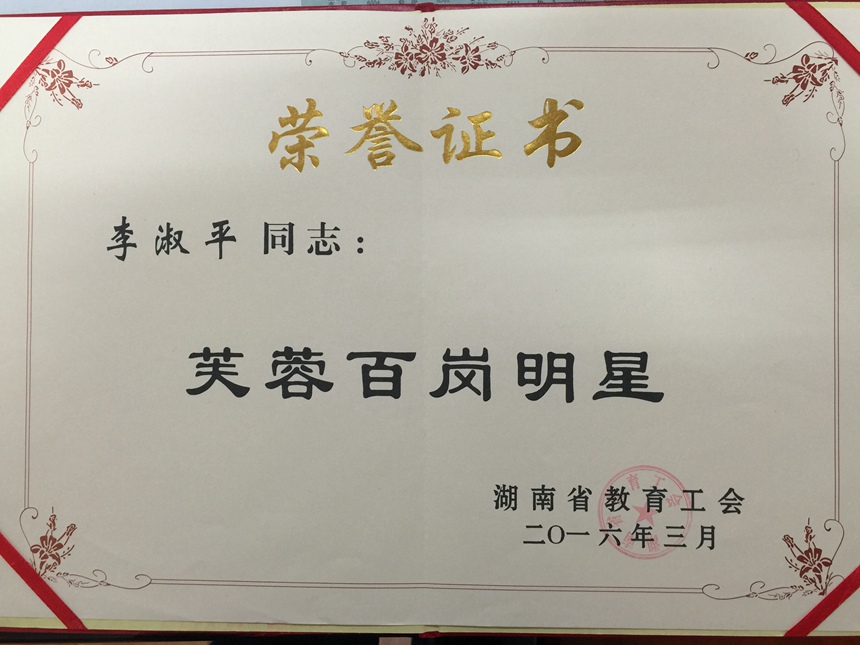 荣誉证书
李淑平 同志：
芙蓉百岗明星
湖南省教育工会
二〇一六年三月